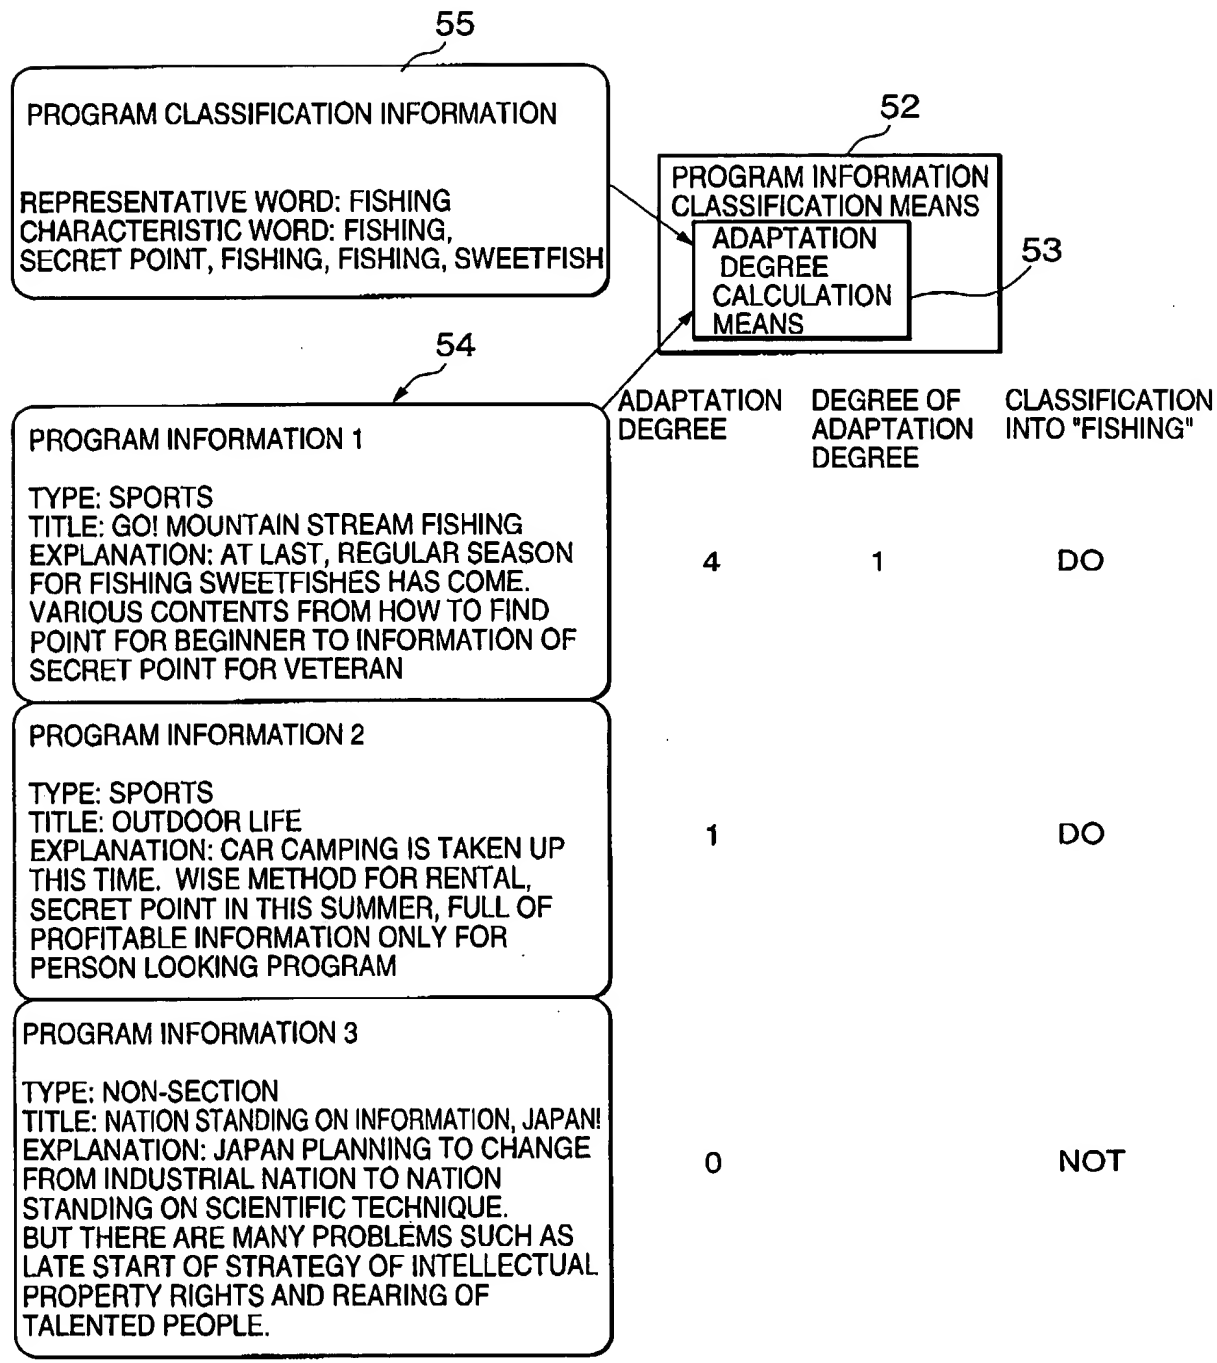 55
PROGRAM CLASSIFICATION INFORMATION
REPRESENTATIVE WORD: FISHING
CHARACTERISTIC WORD: FISHING,
SECRET POINT, FISHING, FISHING, SWEETFISH
52
PROGRAM INFORMATION
CLASSIFICATION MEANS
ADAPTATION
DEGREE
CALCULATION
MEANS
53
54
ADAPTATION
DEGREE
DEGREE OF
ADAPTATION
DEGREE
CLASSIFICATION
INTO "FISHING"
PROGRAM INFORMATION 1
TYPE: SPORTS
TITLE: GO! MOUNTAIN STREAM FISHING
EXPLANATION: AT LAST, REGULAR SEASON
FOR FISHING SWEETFISHES HAS COME.
VARIOUS CONTENTS FROM HOW TO FIND
POINT FOR BEGINNER TO INFORMATION OF
SECRET POINT FOR VETERAN
4 1 DO
PROGRAM INFORMATION 2
TYPE: SPORTS
TITLE: OUTDOOR LIFE
EXPLANATION: CAR CAMPING IS TAKEN UP
THIS TIME. WISE METHOD FOR RENTAL,
SECRET POINT IN THIS SUMMER, FULL OF
PROFITABLE INFORMATION ONLY FOR
PERSON LOOKING PROGRAM
1 DO
PROGRAM INFORMATION 3
TYPE: NON-SECTION
TITLE: NATION STANDING ON INFORMATION, JAPAN!
EXPLANATION: JAPAN PLANNING TO CHANGE
FROM INDUSTRIAL NATION TO NATION
STANDING ON SCIENTIFIC TECHNIQUE.
BUT THERE ARE MANY PROBLEMS SUCH AS
LATE START OF STRATEGY OF INTELLECTUAL
PROPERTY RIGHTS AND REARING OF
TALENTED PEOPLE.
0 NOT